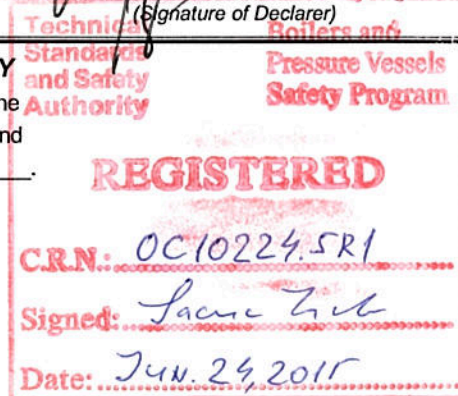 (Signature of Declarer)
Technical
Standards
and Safety
Authority
Boilers and
Pressure Vessels
Safety Program
Y
ne
nd
REGISTERED
C.R.N.: OC10224.5R1
Signed:
Date: JUN. 24, 2015